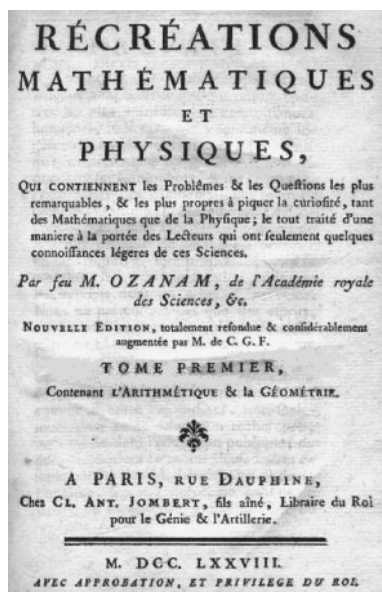 RÉCRÉATIONS
MATHÉMATIQUES
ET
PHYSIQUES,
QUI CONTIENNENT les Problêmes & les Queſtions les plus
remarquables, & les plus propres à piquer la curioſité, tant
des Mathématiques que de la Phyſique; le tout traité d'une
maniere à la portée des Lecteurs qui ont ſeulement quelques
connoiſſances légeres de ces Sciences.
Par feu M. OZANAM, de l'Académie royale
des Sciences, &c.
NOUVELLE EDITION, totalement refondue & conſidérablement
augmentée par M. de C. G. F.
TOME PREMIER,
Contenant L'ARITHMÉTIQUE & la GÉOMÉTRIE.
A PARIS, RUE DAUPHINE,
Chez CL. ANT. JOMBERT, fils aîné, Libraire du Roi
pour le Génie & l'Artillerie.
M. DCC. LXXVIII.
AVEC APPROBATION, ET PRIVILEGE DU ROI.